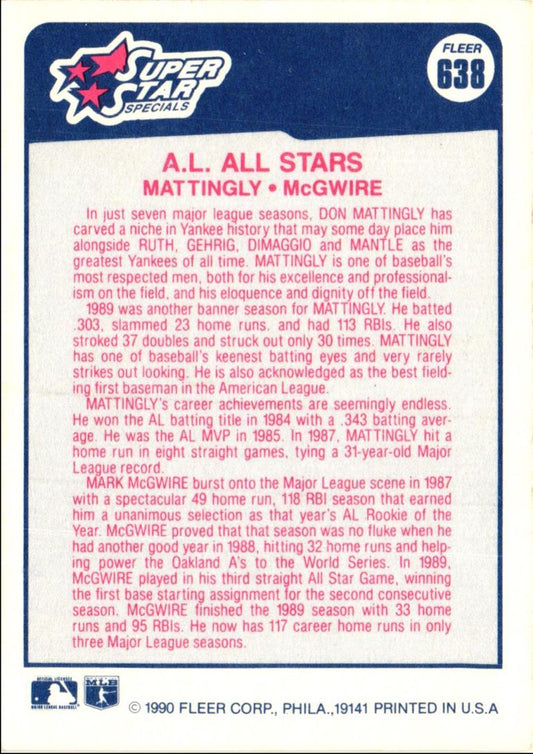 SUPER
STAR
SPECIALS
FLEER
638
A.L. ALL STARS
MATTINGLY • McGWIRE
In just seven major league seasons, DON MATTINGLY has
carved a niche in Yankee history that may some day place him
alongside RUTH, GEHRIG, DIMAGGIO and MANTLE as the
greatest Yankees of all time. MATTINGLY is one of baseball's
most respected men, both for his excellence and professional-
ism on the field, and his eloquence and dignity off the field.
1989 was another banner season for MATTINGLY. He batted
.303, slammed 23 home runs, and had 113 RBIs. He also
stroked 37 doubles and struck out only 30 times. MATTINGLY
has one of baseball's keenest batting eyes and very rarely
strikes out looking. He is also acknowledged as the best field-
ing first baseman in the American League.
MATTINGLY's career achievements are seemingly endless.
He won the AL batting title in 1984 with a .343 batting aver-
age. He was the AL MVP in 1985. In 1987, MATTINGLY hit a
home run in eight straight games, tying a 31-year-old Major
League record.
MARK McGWIRE burst onto the Major League scene in 1987
with a spectacular 49 home run, 118 RBI season that earned
him a unanimous selection as that year's AL Rookie of the
Year. McGWIRE proved that that season was no fluke when he
had another good year in 1988, hitting 32 home runs and help-
ing power the Oakland A's to the World Series. In 1989,
McGWIRE played in his third straight All Star Game, winning
the first base starting assignment for the second consecutive
season. McGWIRE finished the 1989 season with 33 home
runs and 95 RBIs. He now has 117 career home runs in only
three Major League seasons.
OFFICIAL LICENSEE
MAJOR LEAGUE BASEBALL
MLB
© 1990 FLEER CORP., PHILA.,19141 PRINTED IN U.S.A